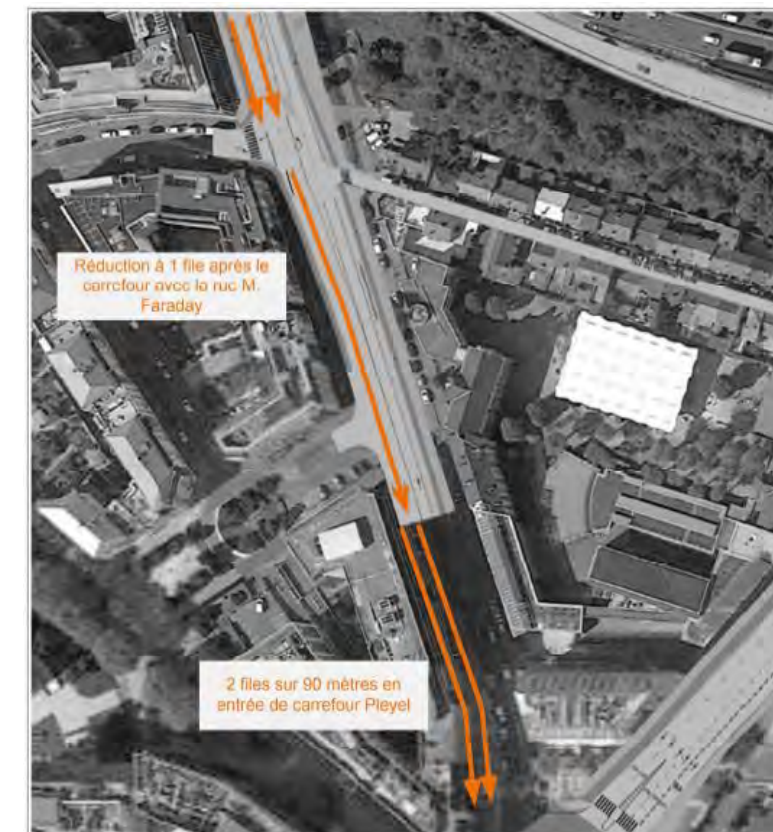 Réduction à 1 file après le
carrefour avec la rue M.
Faraday
2 files sur 90 mètres en
entrée de carrefour Pleyel